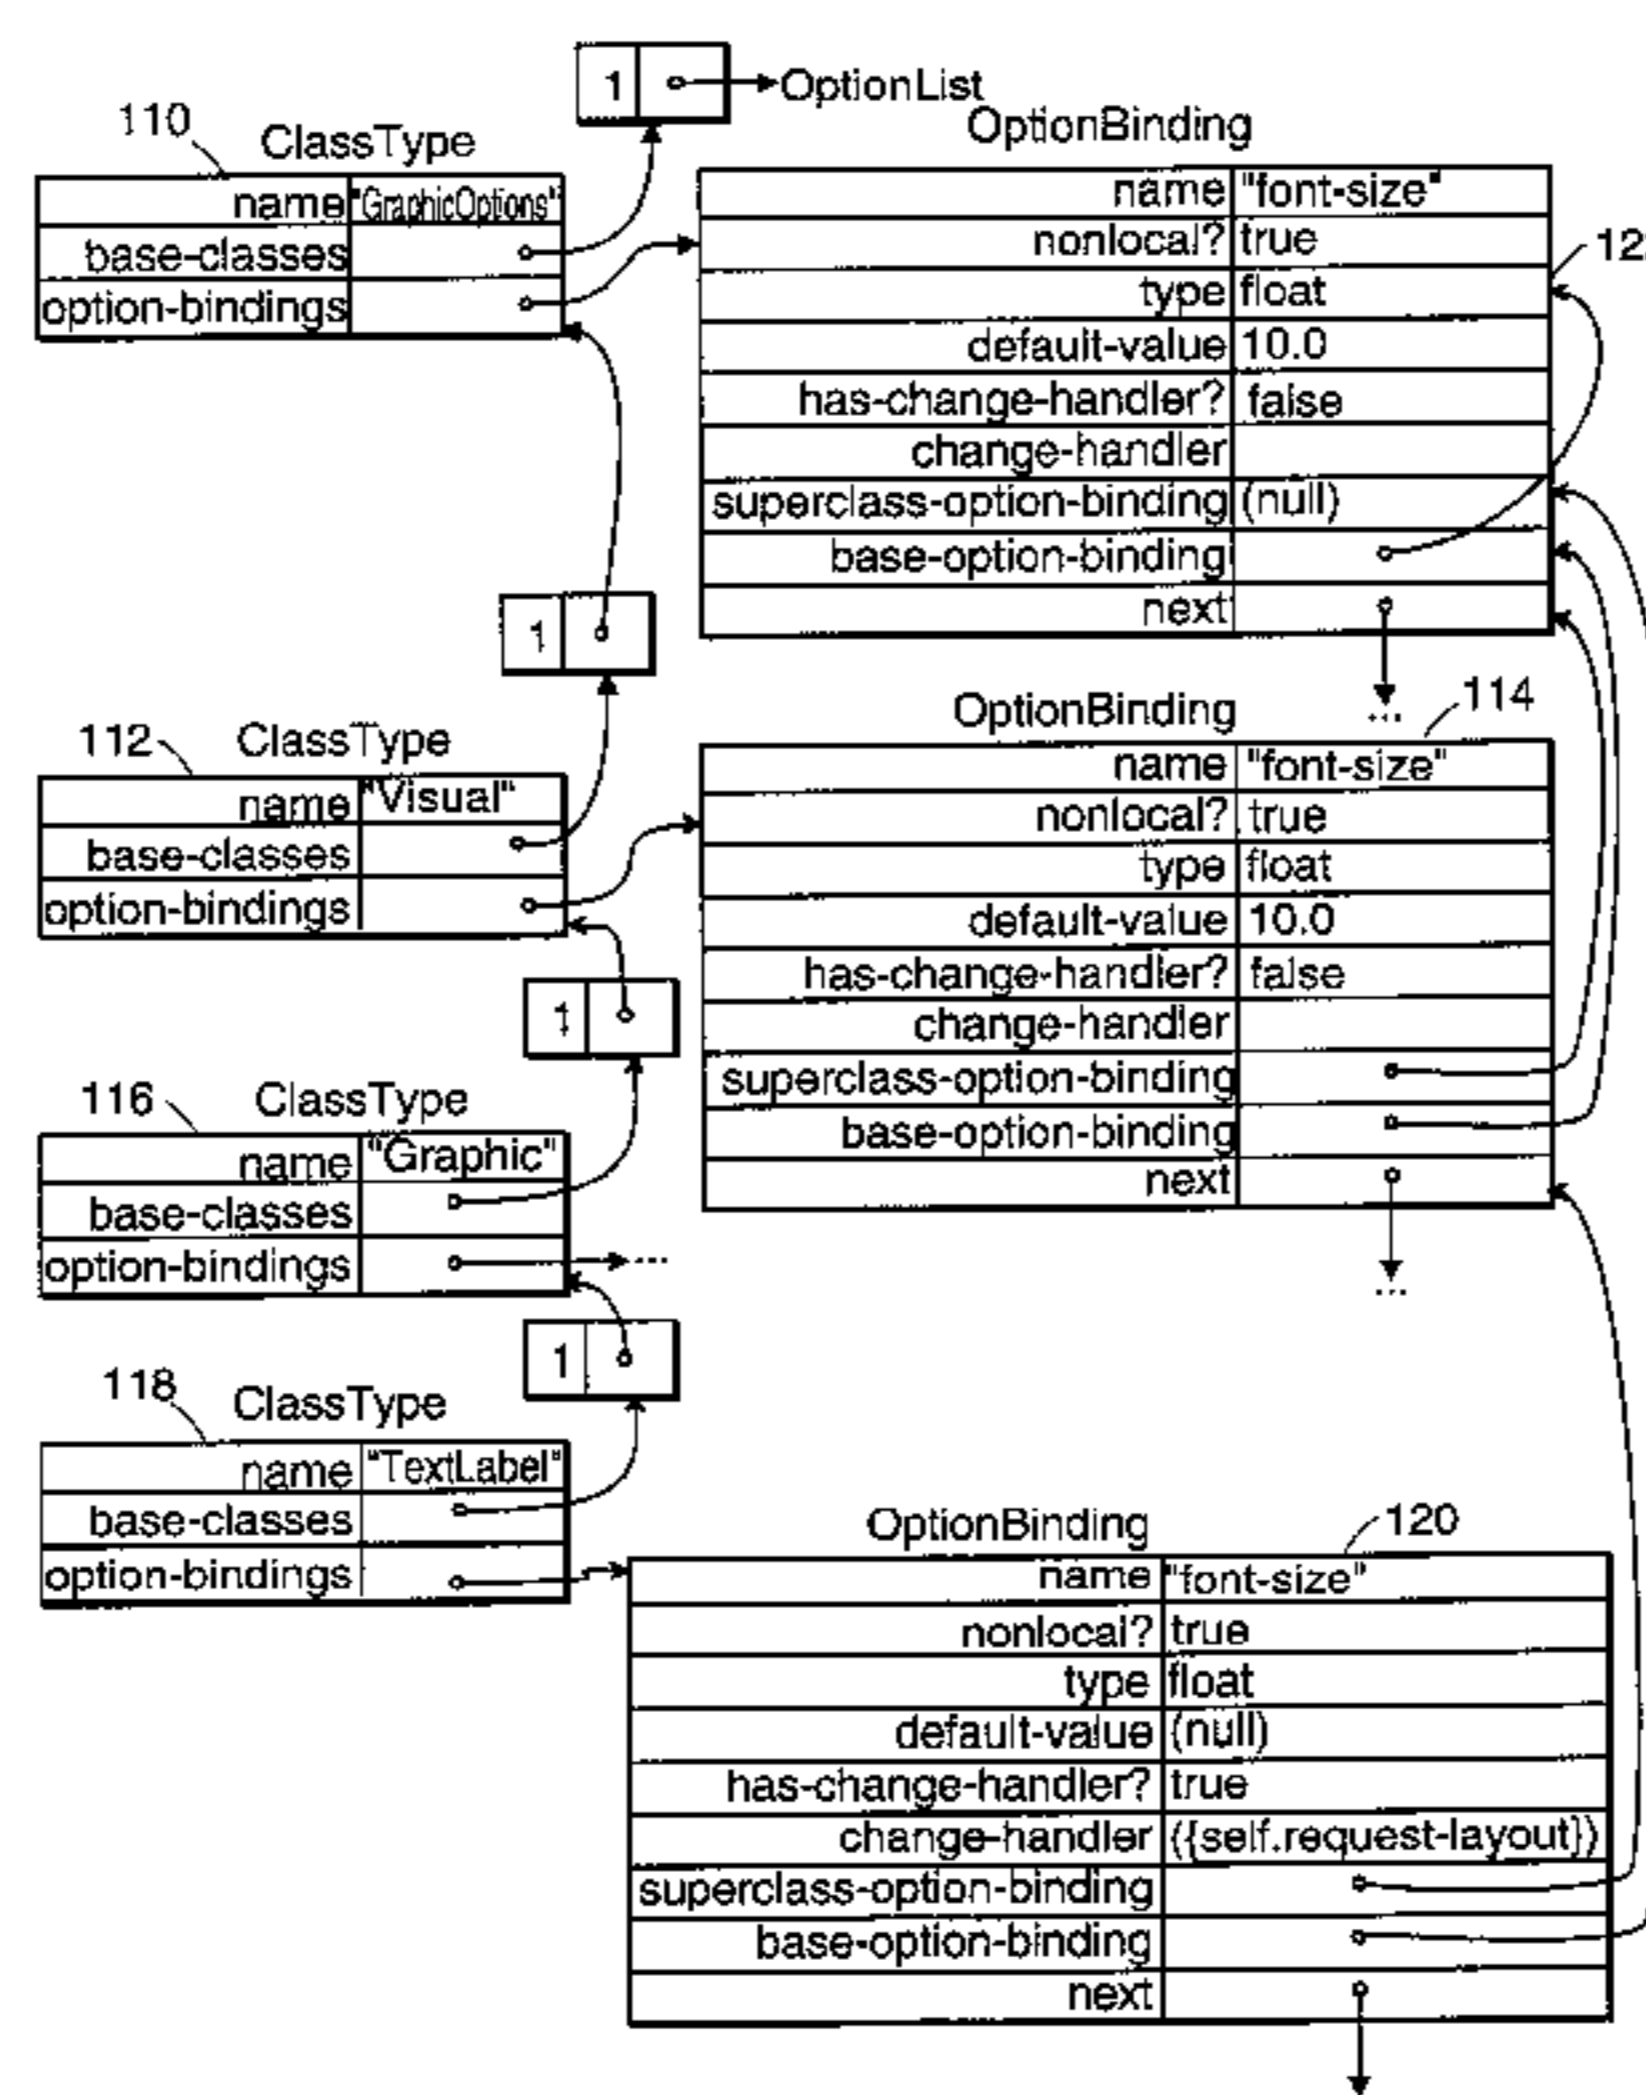 1 OptionList
110 ClassType
name "GraphicOptions"
base-classes
option-bindings
OptionBinding
name "font-size"
nonlocal? true
type float
default-value 10.0
has-change-handler? false
change-handler
superclass-option-binding (null)
base-option-binding
next
...
1
112 ClassType
name "Visual"
base-classes
option-bindings
OptionBinding 114
name "font-size"
nonlocal? true
type float
default-value 10.0
has-change-handler? false
change-handler
superclass-option-binding
base-option-binding
next
...
1
116 ClassType
name "Graphic"
base-classes
option-bindings ...
1
118 ClassType
name "TextLabel"
base-classes
option-bindings
OptionBinding 120
name "font-size"
nonlocal? true
type float
default-value (null)
has-change-handler? true
change-handler ({self.request-layout})
superclass-option-binding
base-option-binding
next